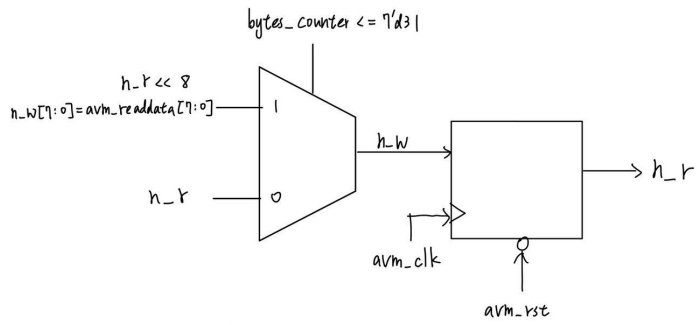 bytes_counter <= 7'd31
n_r << 8
n_w[7:0]=avm_readdata[7:0]
1
n_w
n_r
n_r
0
avm_clk
avm_rst